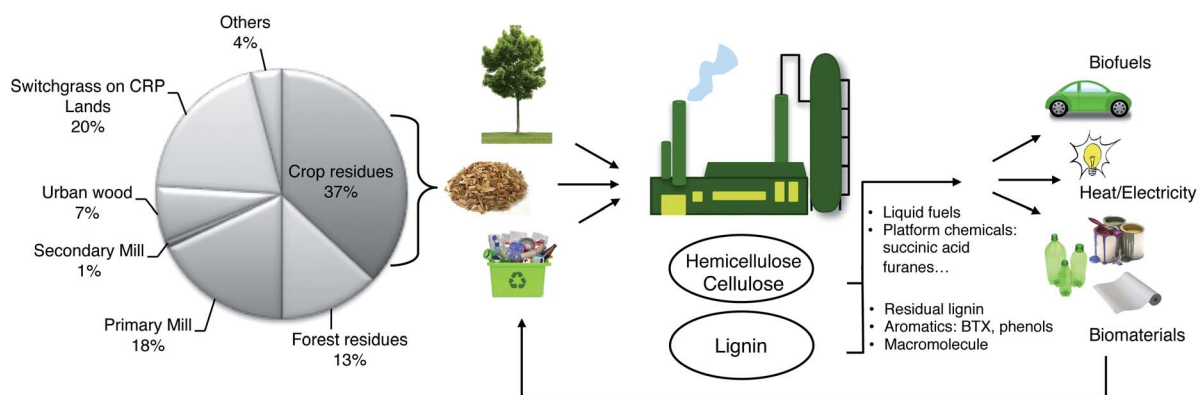 Others
4%
Switchgrass on CRP
Lands
20%
Urban wood
7%
Secondary Mill
1%
Primary Mill
18%
Forest residues
13%
Crop residues
37%
Hemicellulose
Cellulose
Lignin
• Liquid fuels
• Platform chemicals:
succinic acid
furanes…
• Residual lignin
• Aromatics: BTX, phenols
• Macromolecule
Biofuels
Heat/Electricity
Biomaterials